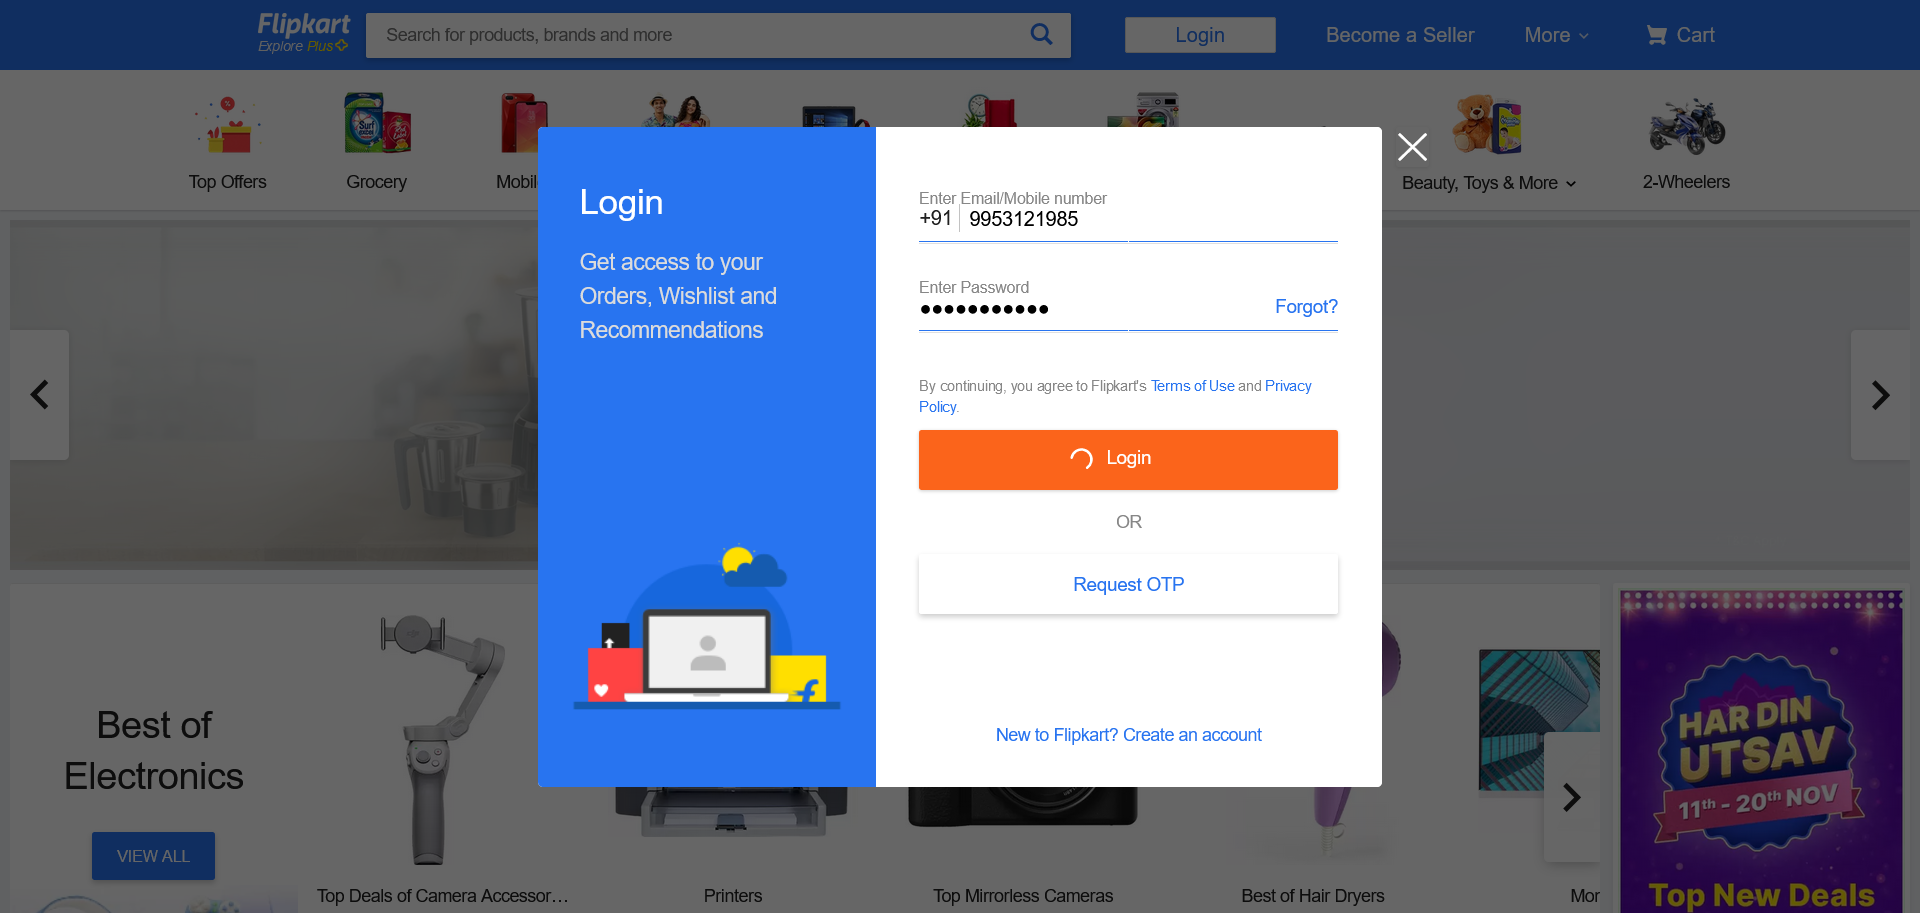 Flipkart
Explore Plus
Search for products, brands and more
Login
Become a Seller
More
Cart
Top Offers
Grocery
Mobil
Beauty, Toys & More
2-Wheelers
Login
Get access to your
Orders, Wishlist and
Recommendations
Enter Email/Mobile number
+91 9953121985
Enter Password
Forgot?
By continuing, you agree to Flipkart's Terms of Use and Privacy
Policy.
Login
OR
Request OTP
New to Flipkart? Create an account
Best of
Electronics
VIEW ALL
Top Deals of Camera Accessor...
Printers
Top Mirrorless Cameras
Best of Hair Dryers
Mor
HAR DIN
UTSAV
11th - 20th NOV
Top New Deals